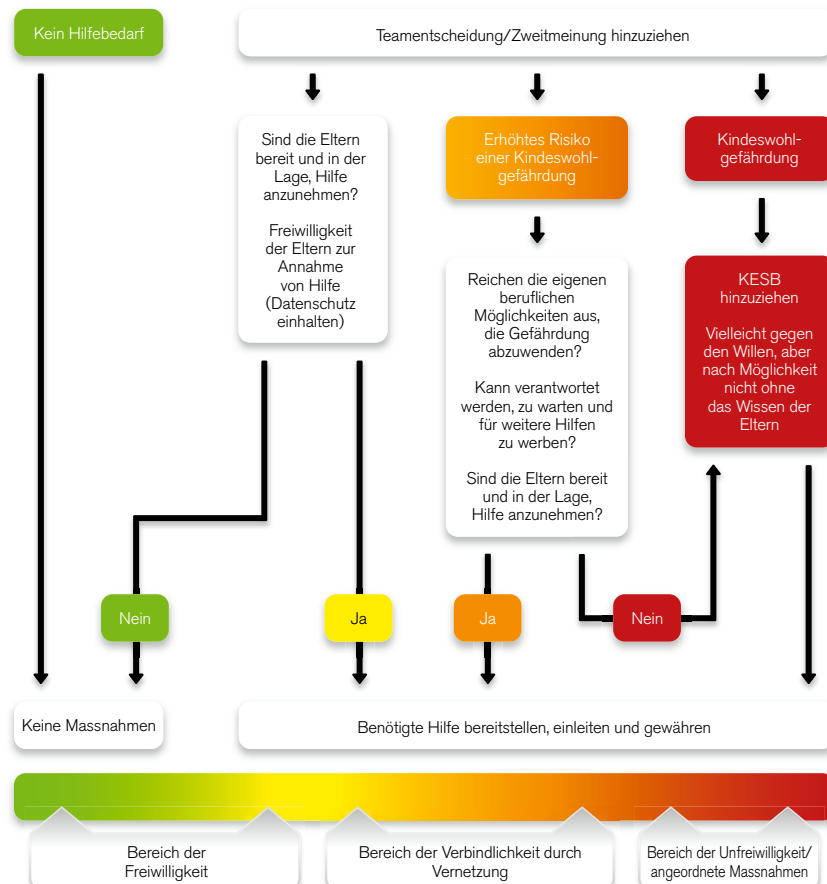 Kein Hilfebedarf
Teamentscheidung/Zweitmeinung hinzuziehen
Sind die Eltern
bereit und in der
Lage, Hilfe
anzunehmen?
Freiwilligkeit
der Eltern zur
Annahme
von Hilfe
(Datenschutz
einhalten)
Erhöhtes Risiko
einer Kindeswohl-
gefährdung
Kindeswohl-
gefährdung
Reichen die eigenen
beruflichen
Möglichkeiten aus,
die Gefährdung
abzuwenden?
Kann verantwortet
werden, zu warten und
für weitere Hilfen
zu werben?
Sind die Eltern bereit
und in der Lage,
Hilfe anzunehmen?
KESB
hinzuziehen
Vielleicht gegen
den Willen, aber
nach Möglichkeit
nicht ohne
das Wissen der
Eltern
Nein
Ja
Ja
Nein
Keine Massnahmen
Benötigte Hilfe bereitstellen, einleiten und gewähren
Bereich der
Freiwilligkeit
Bereich der Verbindlichkeit durch
Vernetzung
Bereich der Unfreiwilligkeit/
angeordnete Massnahmen